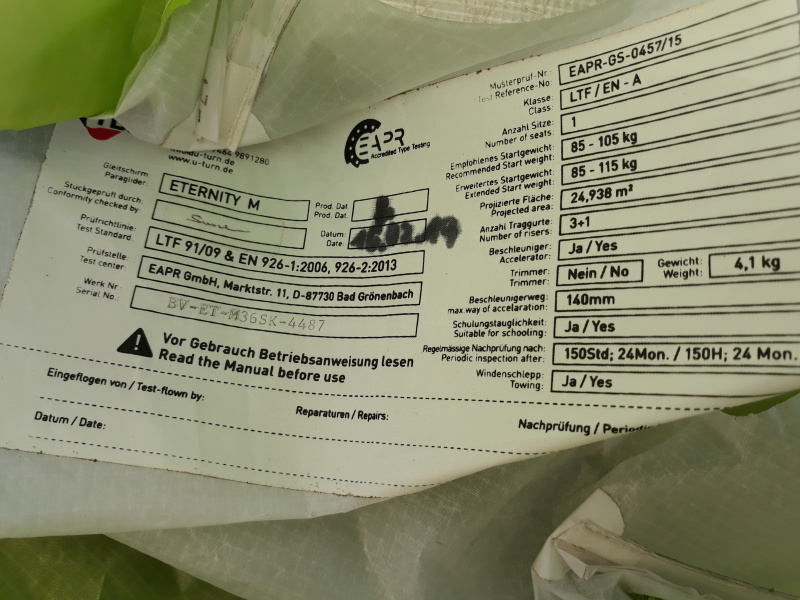 9891280
www.u-turn.de
EAPR
Accredited Type Testing
Gleitschirm:
Paraglider:
ETERNITY M
Prod. Dat.
Prod. Dat.
Stuckgeprüft durch:
Conformity checked by:
Datum:
Date:
Prüfrichtlinie:
Test Standard:
LTF 91/09 & EN 926-1:2006, 926-2:2013
Prüfstelle:
Test center:
EAPR GmbH, Marktstr. 11, D-87730 Bad Grönenbach
Werk Nr.
Serial No.
BV-ET-M36SK-4487
Vor Gebrauch Betriebsanweisung lesen
Read the Manual before use
Musterprüf-Nr.:
Test Reference-No:
EAPR-GS-0457/15
Klasse:
Class:
LTF / EN - A
Anzahl Sitze:
Number of seats:
1
Empfohlenes Startgewicht:
Recommended Start weight:
85 - 105 kg
Erweitertes Startgewicht:
Extended Start weight:
85 - 115 kg
Projizierte Fläche:
Projected area:
24,938 m²
Anzahl Traggurte:
Number of risers:
3+1
Beschleuniger:
Accelerator:
Ja / Yes
Trimmer:
Trimmer:
Nein / No
Gewicht:
Weight:
4,1 kg
Beschleunigerweg:
max.way of accelaration:
140mm
Schulungstauglichkeit:
Suitable for schooling:
Ja / Yes
Regelmässige Nachprüfung nach:
Periodic inspection after:
150Std; 24Mon. / 150H; 24 Mon.
Windenschlepp:
Towing:
Ja / Yes
Eingeflogen von / Test-flown by:
Reparaturen / Repairs:
Nachprüfung /
Datum / Date: